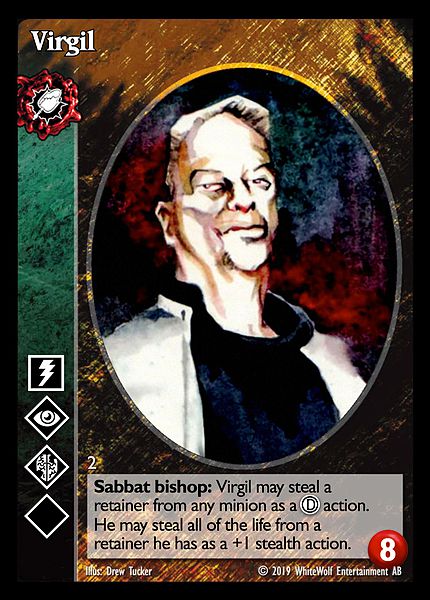 Virgil
2
Sabbat bishop: Virgil may steal a
retainer from any minion as a Ⓓ action.
He may steal all of the life from a
retainer he has as a +1 stealth action.
8
Illus: Drew Tucker
© 2019 WhiteWolf Entertainment AB